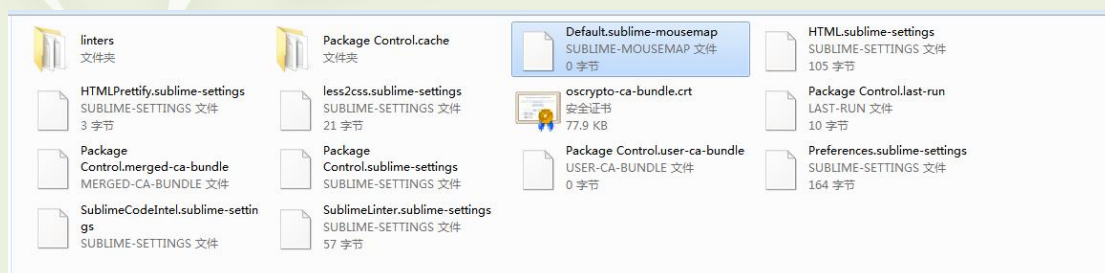 linters
文件夹
Package Control.cache
文件夹
Default.sublime-mousemap
SUBLIME-MOUSEMAP 文件
0 字节
HTML.sublime-settings
SUBLIME-SETTINGS 文件
105 字节
HTMLPrettify.sublime-settings
SUBLIME-SETTINGS 文件
3 字节
less2css.sublime-settings
SUBLIME-SETTINGS 文件
21 字节
oscrypto-ca-bundle.crt
安全证书
77.9 KB
Package Control.last-run
LAST-RUN 文件
10 字节
Package
Control.merged-ca-bundle
MERGED-CA-BUNDLE 文件
Package
Control.sublime-settings
SUBLIME-SETTINGS 文件
Package Control.user-ca-bundle
USER-CA-BUNDLE 文件
0 字节
Preferences.sublime-settings
SUBLIME-SETTINGS 文件
164 字节
SublimeCodeIntel.sublime-settin
gs
SUBLIME-SETTINGS 文件
SublimeLinter.sublime-settings
SUBLIME-SETTINGS 文件
57 字节